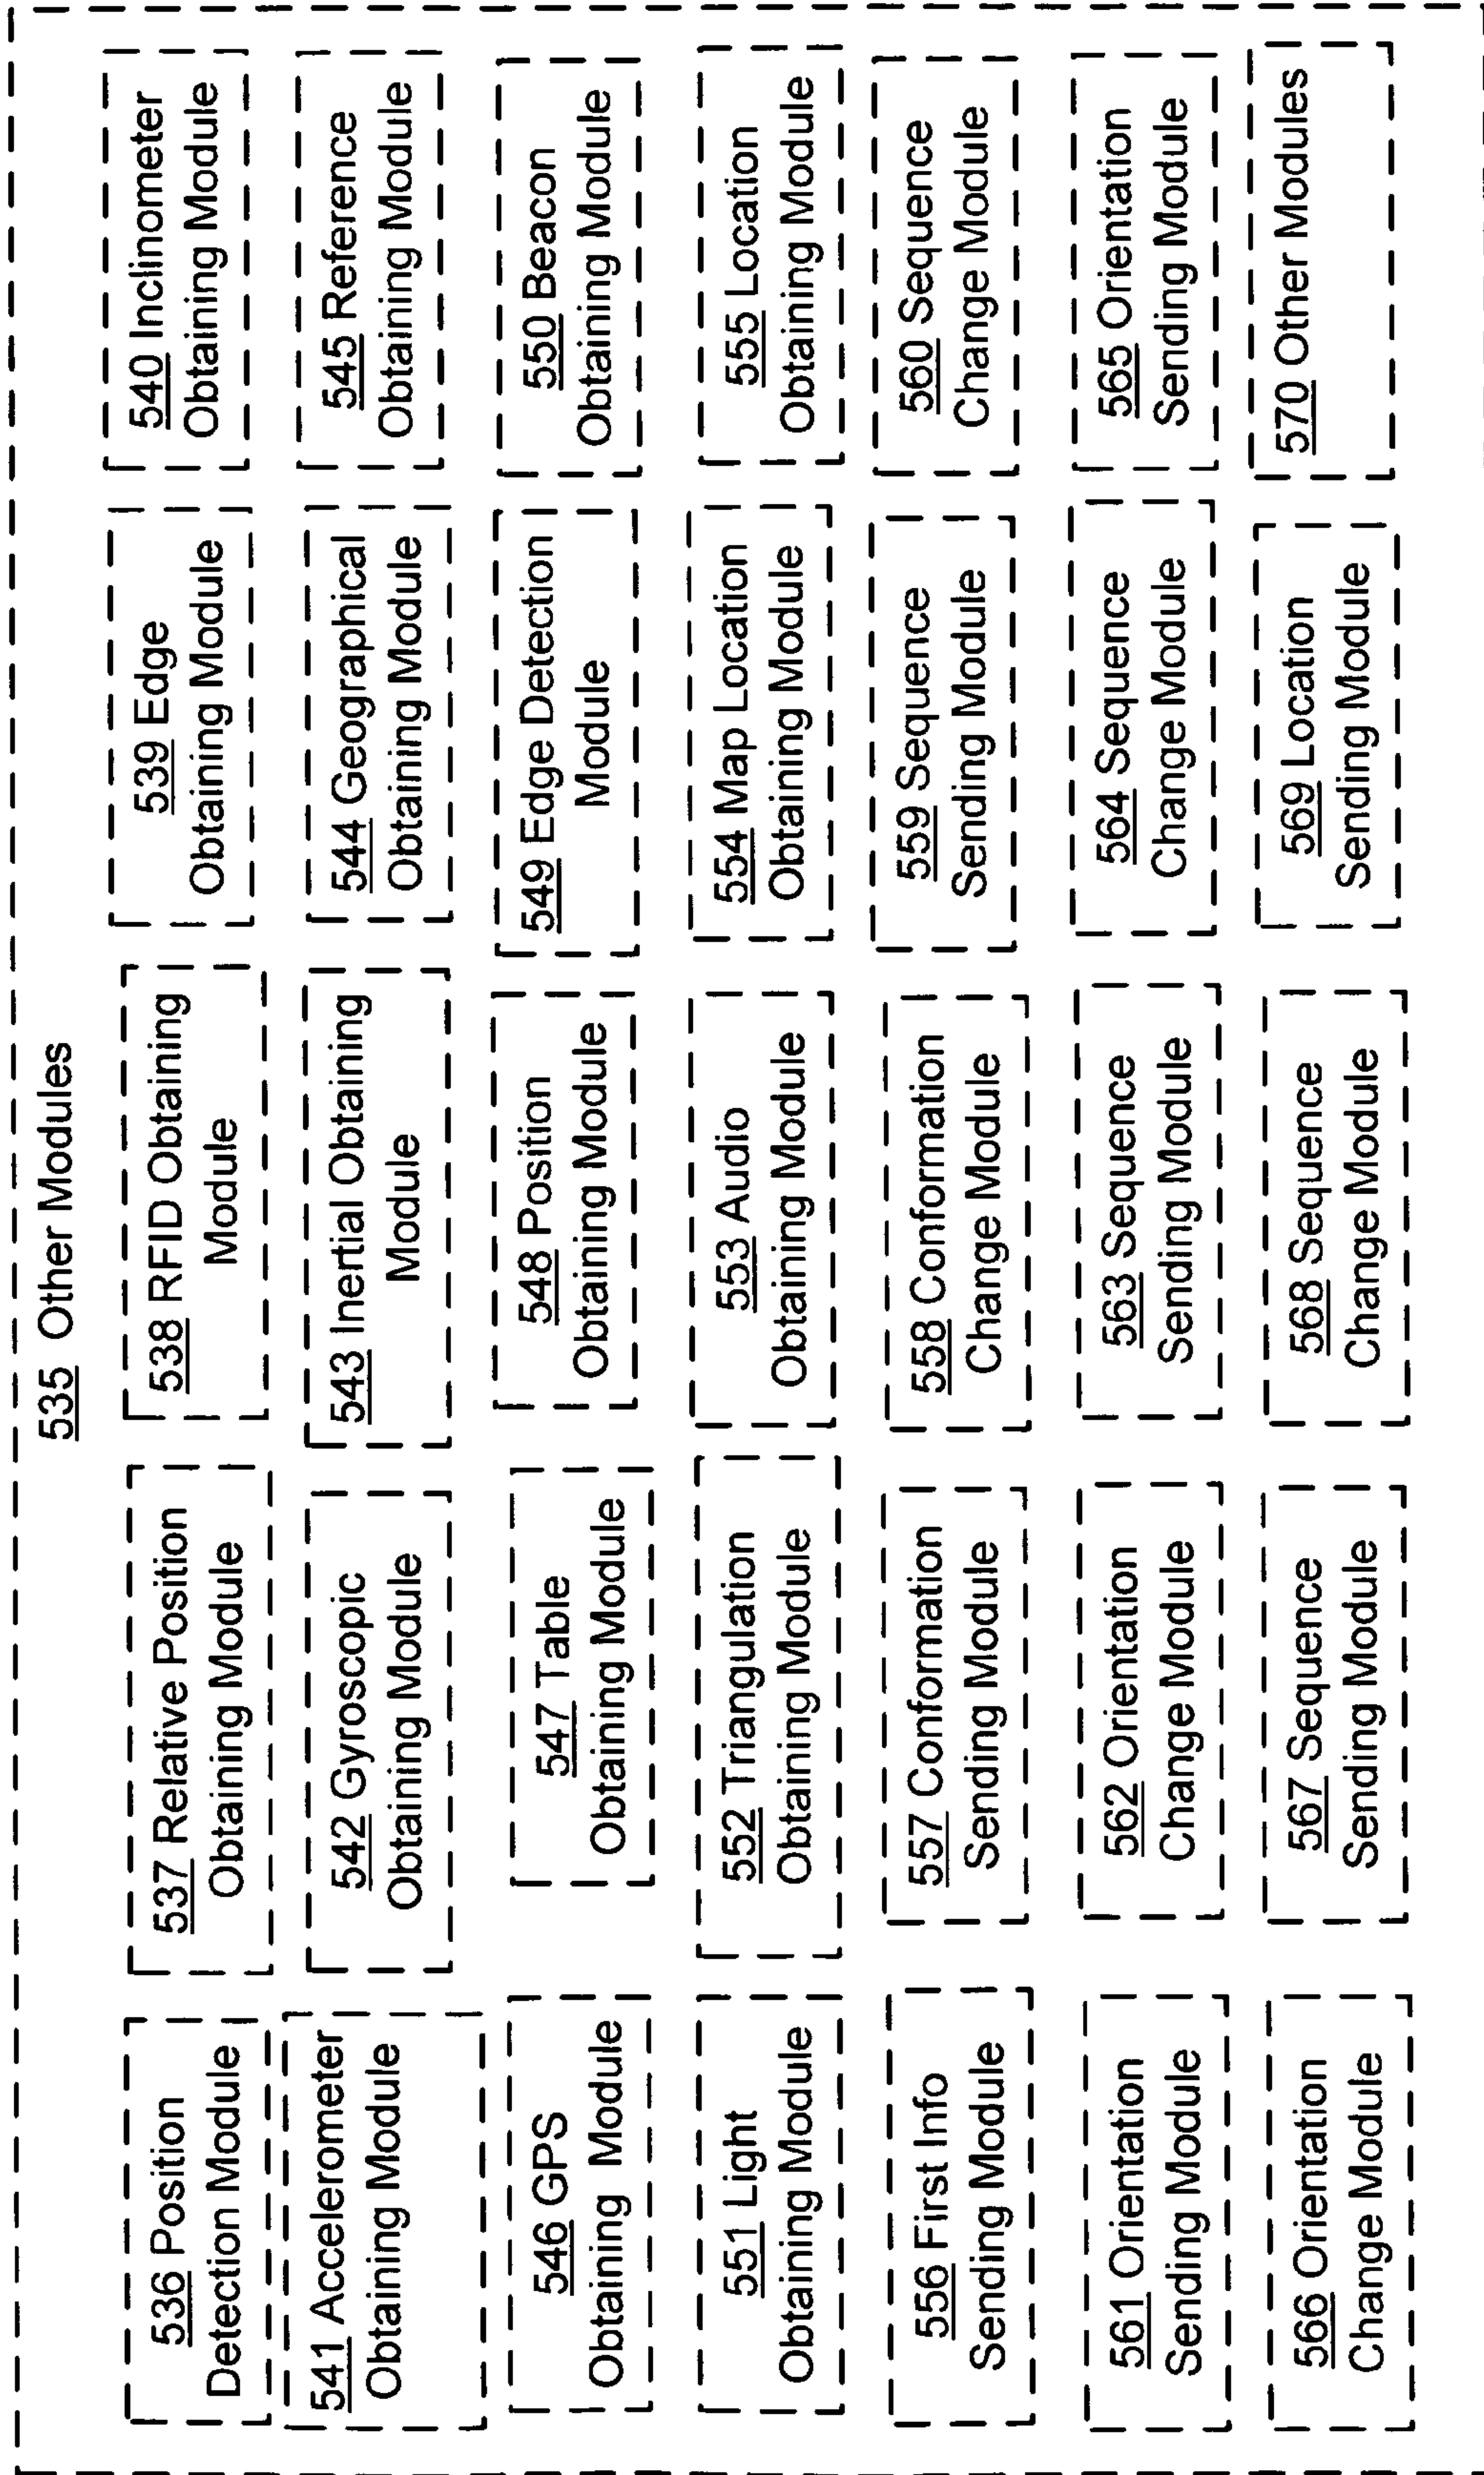 535 Other Modules
536 Position
Detection Module
537 Relative Position
Obtaining Module
538 RFID Obtaining
Module
539 Edge
Obtaining Module
540 Inclinometer
Obtaining Module
541 Accelerometer
Obtaining Module
542 Gyroscopic
Obtaining Module
543 Inertial Obtaining
Module
544 Geographical
Obtaining Module
545 Reference
Obtaining Module
546 GPS
Obtaining Module
547 Table
Obtaining Module
548 Position
Obtaining Module
549 Edge Detection
Module
550 Beacon
Obtaining Module
551 Light
Obtaining Module
552 Triangulation
Obtaining Module
553 Audio
Obtaining Module
554 Map Location
Obtaining Module
555 Location
Obtaining Module
556 First Info
Sending Module
557 Conformation
Sending Module
558 Conformation
Change Module
559 Sequence
Sending Module
560 Sequence
Change Module
561 Orientation
Sending Module
562 Orientation
Change Module
563 Sequence
Sending Module
564 Sequence
Change Module
565 Orientation
Sending Module
566 Orientation
Change Module
567 Sequence
Sending Module
568 Sequence
Change Module
569 Location
Sending Module
570 Other Modules